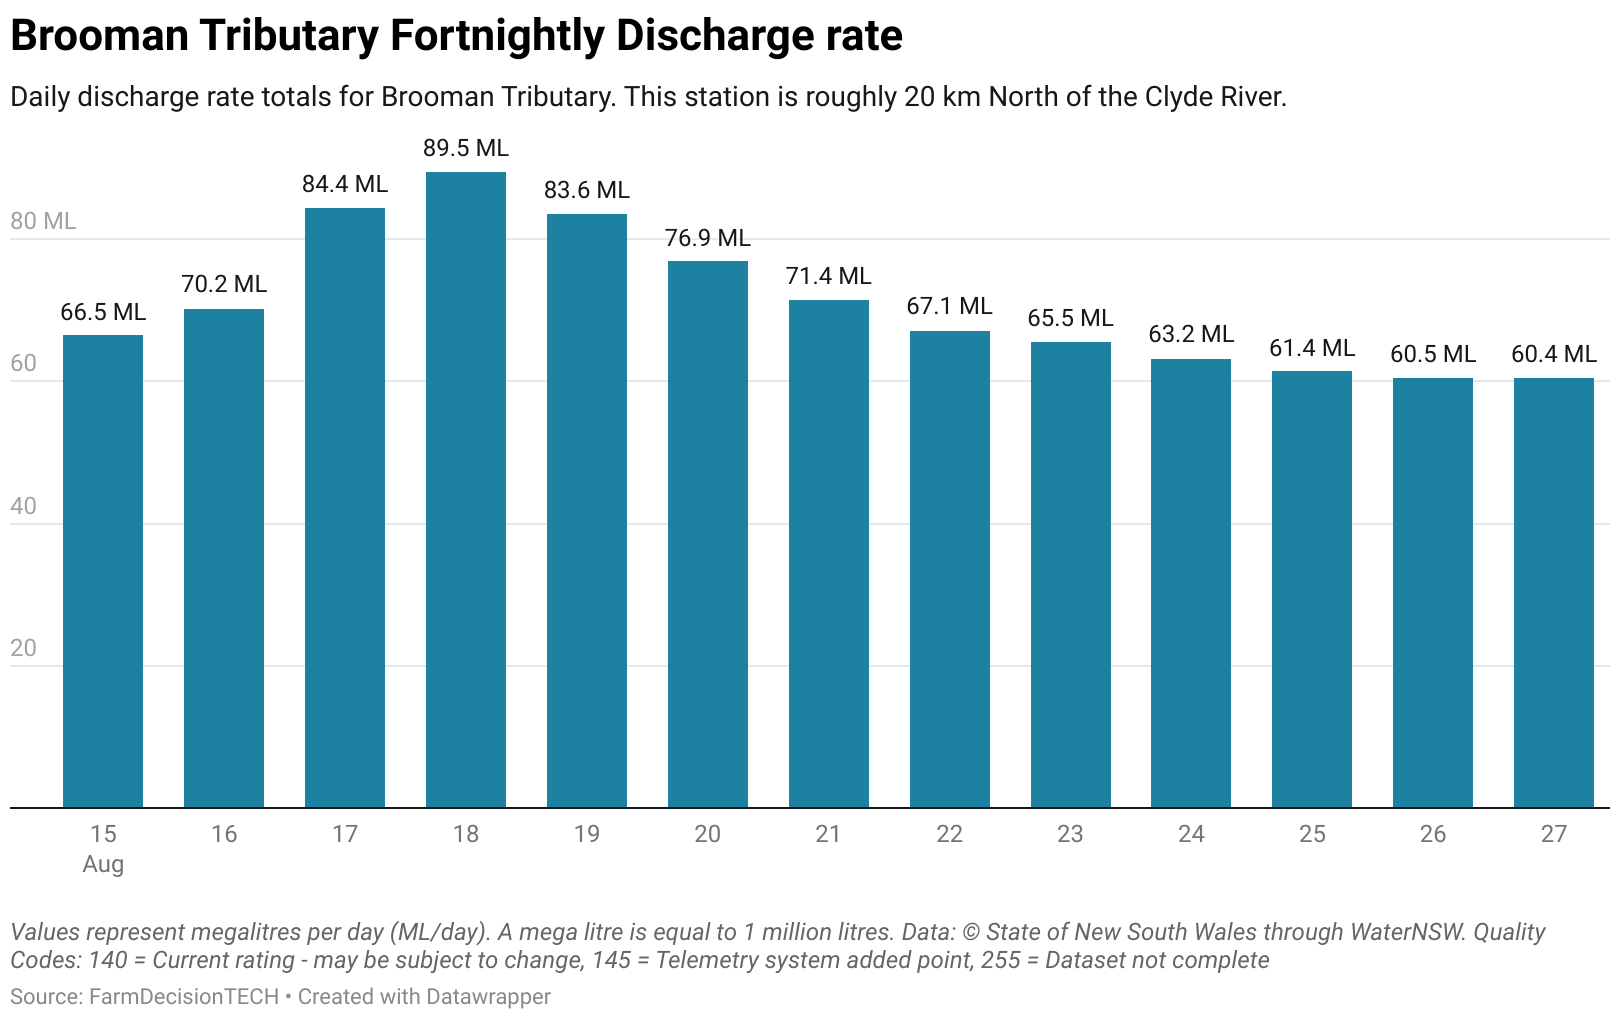 Brooman Tributary Fortnightly Discharge rate
Daily discharge rate totals for Brooman Tributary. This station is roughly 20 km North of the Clyde River.
89.5 ML
84.4 ML
83.6 ML
80 ML
76.9 ML
71.4 ML
70.2 ML
67.1 ML
66.5 ML
65.5 ML
63.2 ML
61.4 ML
60.5 ML
60.4 ML
60
40
20
15 16 17 18 19 20 21 22 23 24 25 26 27
Aug
Values represent megalitres per day (ML/day). A mega litre is equal to 1 million litres. Data: © State of New South Wales through WaterNSW. Quality
Codes: 140 = Current rating - may be subject to change, 145 = Telemetry system added point, 255 = Dataset not complete
Source: FarmDecisionTECH • Created with Datawrapper